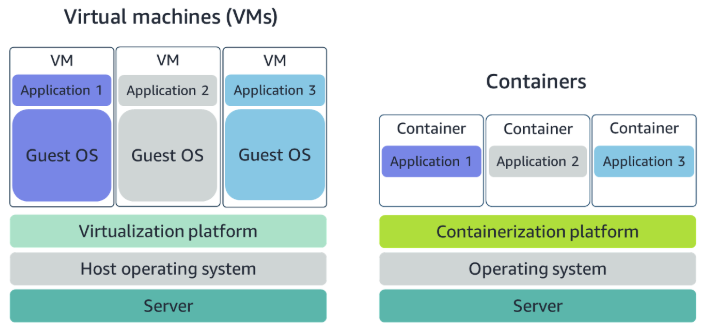 Virtual machines (VMs)
VM
VM
VM
Application 1
Application 2
Application 3
Guest OS
Guest OS
Guest OS
Virtualization platform
Host operating system
Server
Containers
Container
Container
Container
Application 1
Application 2
Application 3
Containerization platform
Operating system
Server